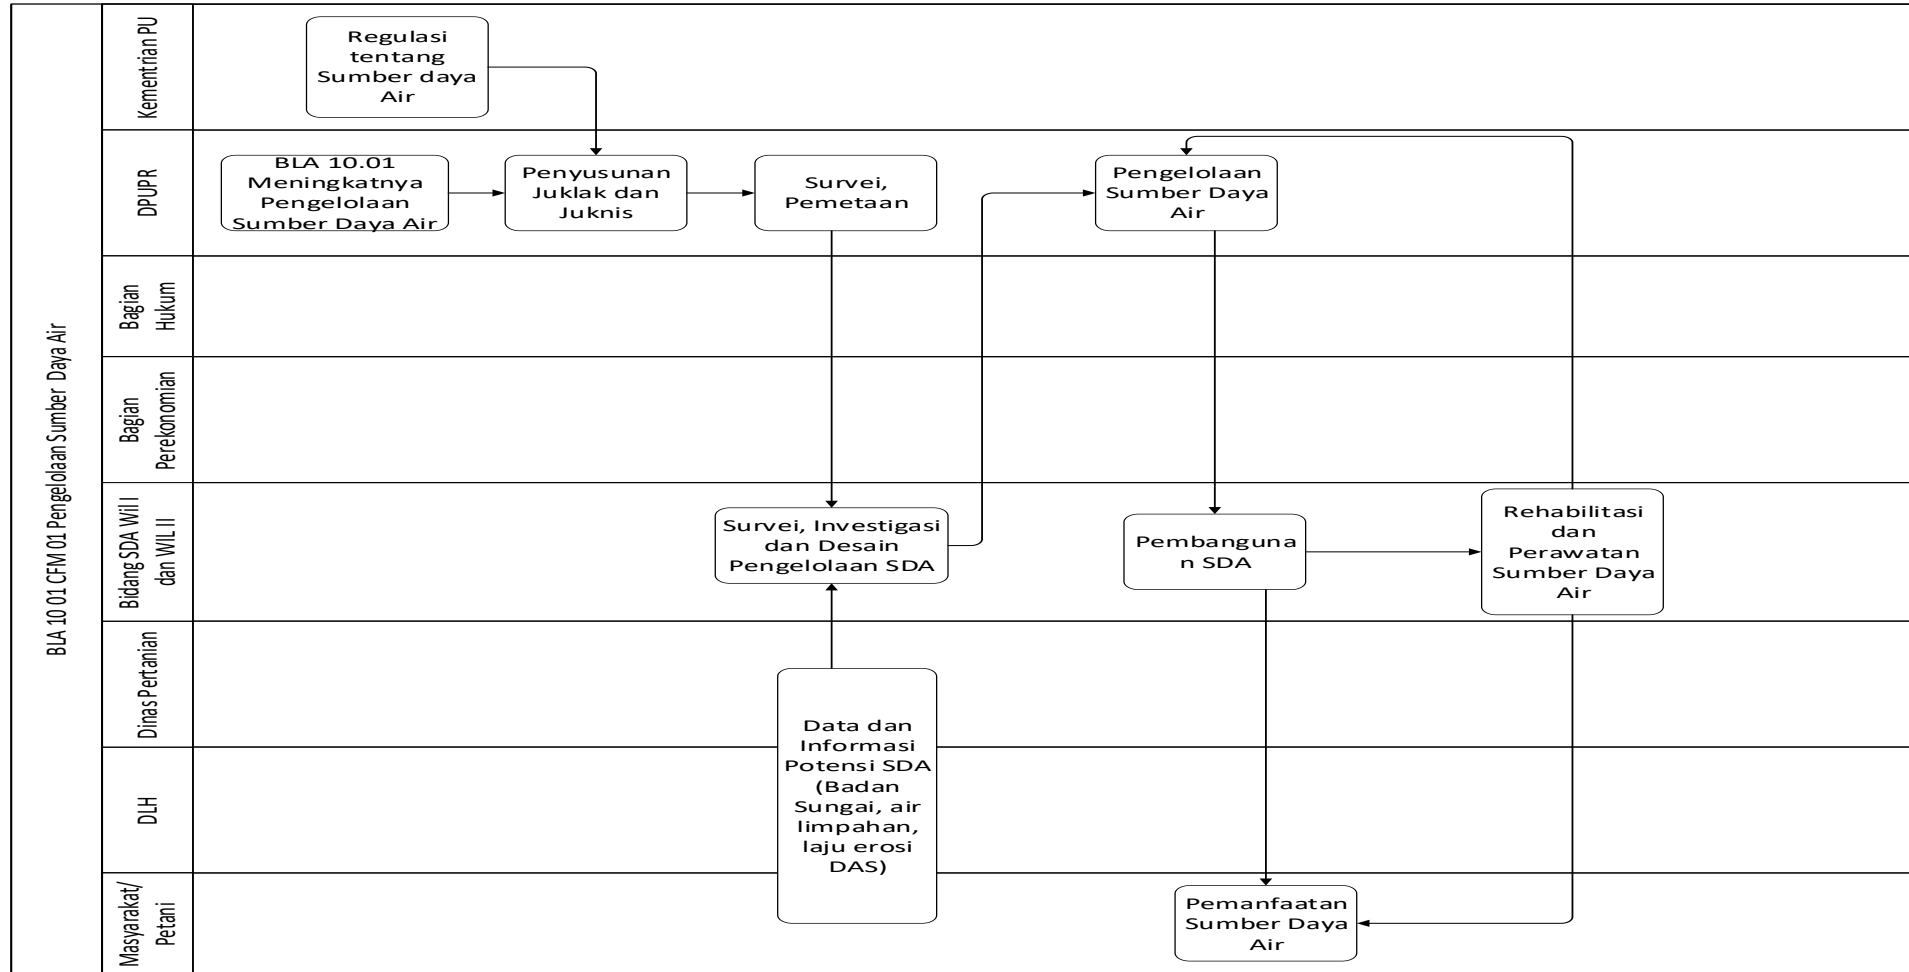 BLA 10 01 CFM 01 Pengelolaan Sumber Daya Air
Kementrian PU
Regulasi
tentang
Sumber daya
Air
DPUPR
BLA 10.01
Meningkatnya
Pengelolaan
Sumber Daya Air
Penyusunan
Juklak dan
Juknis
Survei,
Pemetaan
Pengelolaan
Sumber Daya
Air
Bagian
Hukum
Bagian
Perekonomian
Bidang SDA Wil I
dan WIL II
Survei, Investigasi
dan Desain
Pengelolaan SDA
Pembanguna
n SDA
Rehabilitasi
dan
Perawatan
Sumber Daya
Air
Dinas Pertanian
DLH
Data dan
Informasi
Potensi SDA
(Badan
Sungai, air
limpahan,
laju erosi
DAS)
Masyarakat/
Petani
Pemanfaatan
Sumber Daya
Air